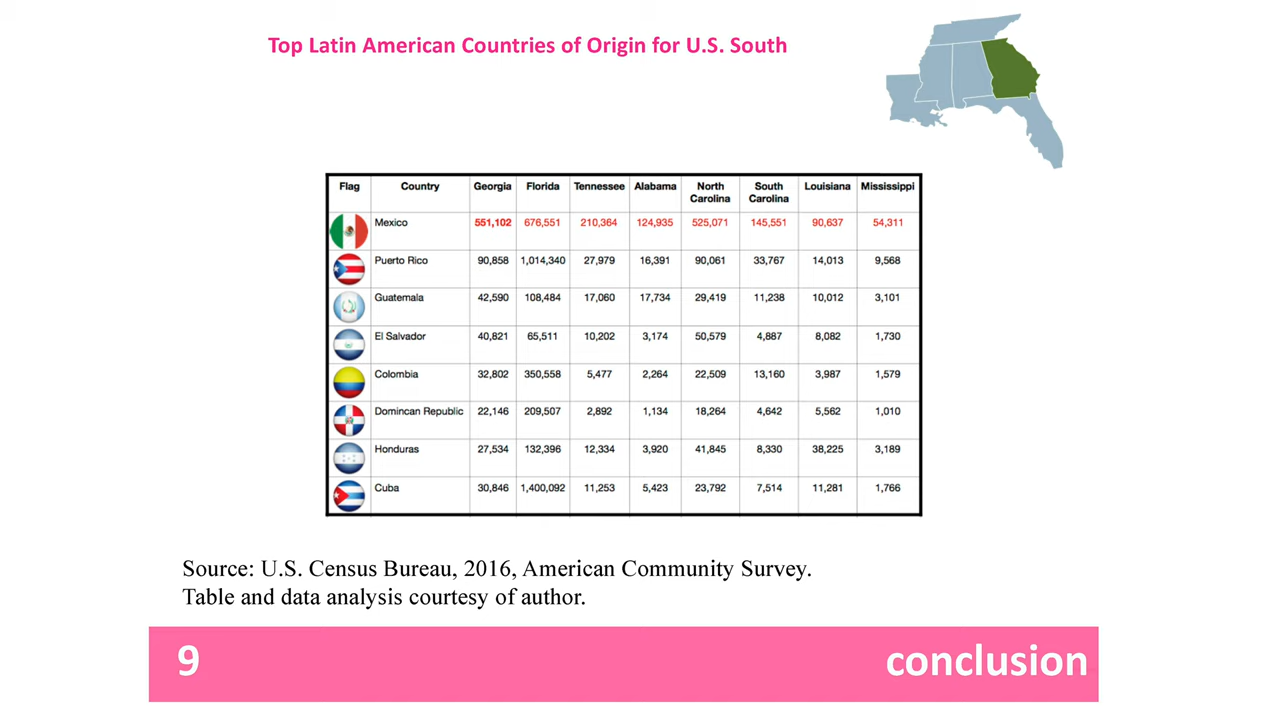 Top Latin American Countries of Origin for U.S. South
Flag Country Georgia Florida Tennessee Alabama North Carolina South Carolina Louisiana Mississippi
Mexico 551,102 676,551 210,364 124,935 525,071 145,551 90,637 54,311
Puerto Rico 90,858 1,014,340 27,979 16,391 90,061 33,767 14,013 9,568
Guatemala 42,590 108,484 17,060 17,734 29,419 11,238 10,012 3,101
El Salvador 40,821 65,511 10,202 3,174 50,579 4,887 8,082 1,730
Colombia 32,802 350,558 5,477 2,264 22,509 13,160 3,987 1,579
Domincan Republic 22,146 209,507 2,892 1,134 18,264 4,642 5,562 1,010
Honduras 27,534 132,396 12,334 3,920 41,845 8,330 38,225 3,189
Cuba 30,846 1,400,092 11,253 5,423 23,792 7,514 11,281 1,766
Source: U.S. Census Bureau, 2016, American Community Survey.
Table and data analysis courtesy of author.
9 conclusion